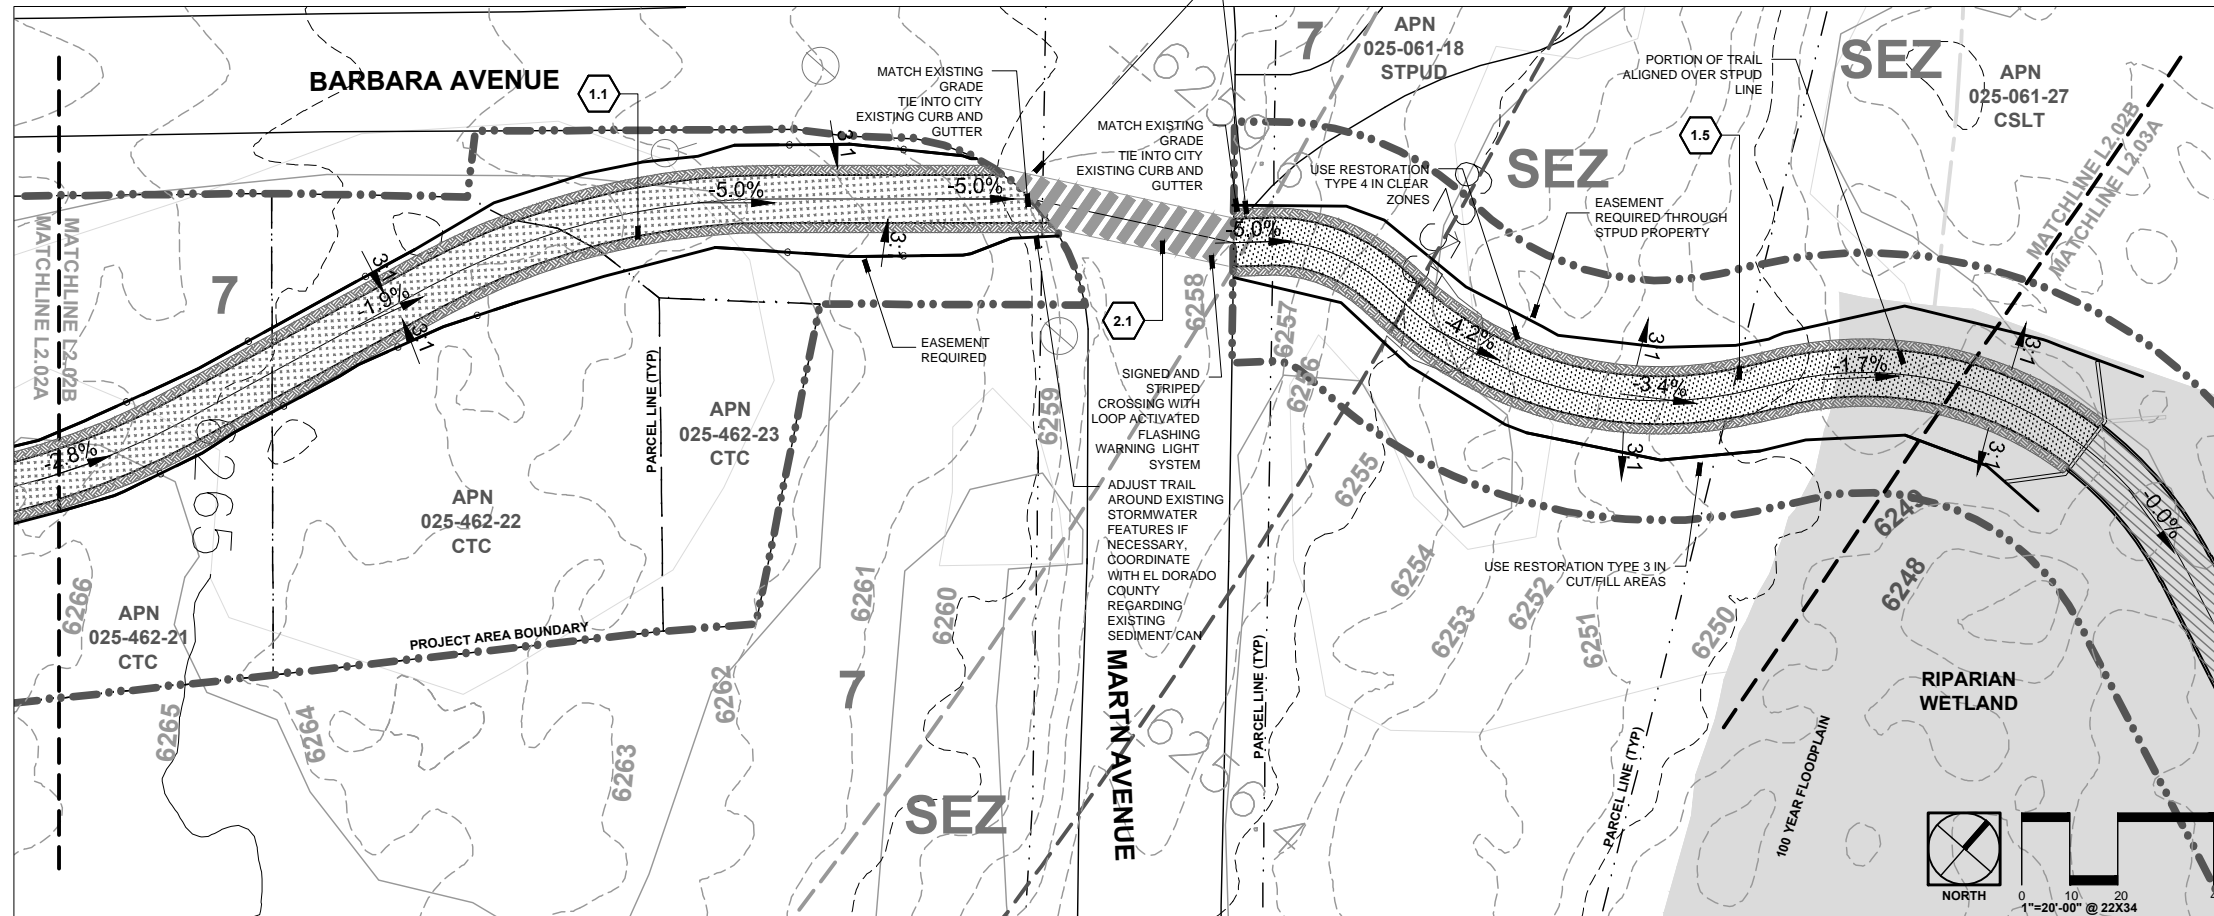 BARBARA AVENUE
1.1
MATCH EXISTING
GRADE
TIE INTO CITY
EXISTING CURB AND
GUTTER
MATCH EXISTING
GRADE
TIE INTO CITY
EXISTING CURB AND
GUTTER
7
APN
025-061-18
STPUD
PORTION OF TRAIL
ALIGNED OVER STPUD
LINE
SEZ
APN
025-061-27
CSLT
MATCHLINE L2.02B
MATCHLINE L2.03A
1.5
SEZ
USE RESTORATION
TYPE 4 IN CLEAR
ZONES
EASEMENT
REQUIRED THROUGH
STPUD PROPERTY
MATCHLINE L2.02A
MATCHLINE L2.02B
7
3:1
3:1
3:1
3:1
-2.8%
-1.9%
-5.0%
-5.0%
-5.0%
-4.2%
-3.4%
-1.7%
-0.0%
3:1
3:1
3:1
3:1
EASEMENT
REQUIRED
2.1
SIGNED AND
STRIPED
CROSSING WITH
LOOP ACTIVATED
FLASHING
WARNING LIGHT
SYSTEM
ADJUST TRAIL
AROUND EXISTING
STORMWATER
FEATURES IF
NECESSARY,
COORDINATE
WITH EL DORADO
COUNTY
REGARDING
EXISTING
SEDIMENT CAN
PARCEL LINE (TYP)
APN
025-462-23
CTC
APN
025-462-22
CTC
APN
025-462-21
CTC
PROJECT AREA BOUNDARY
6265
6266
6265
6264
6263
6262
6261
6260
6259
6258
6257
6256
6255
6254
6253
6252
6251
6250
6248
6256.4
7
SEZ
MARTIN AVENUE
PARCEL LINE (TYP)
PARCEL LINE (TYP)
USE RESTORATION TYPE 3 IN
CUT/FILL AREAS
100 YEAR FLOODPLAIN
RIPARIAN
WETLAND
NORTH
0 10 20
1"=20'-00" @ 22X34